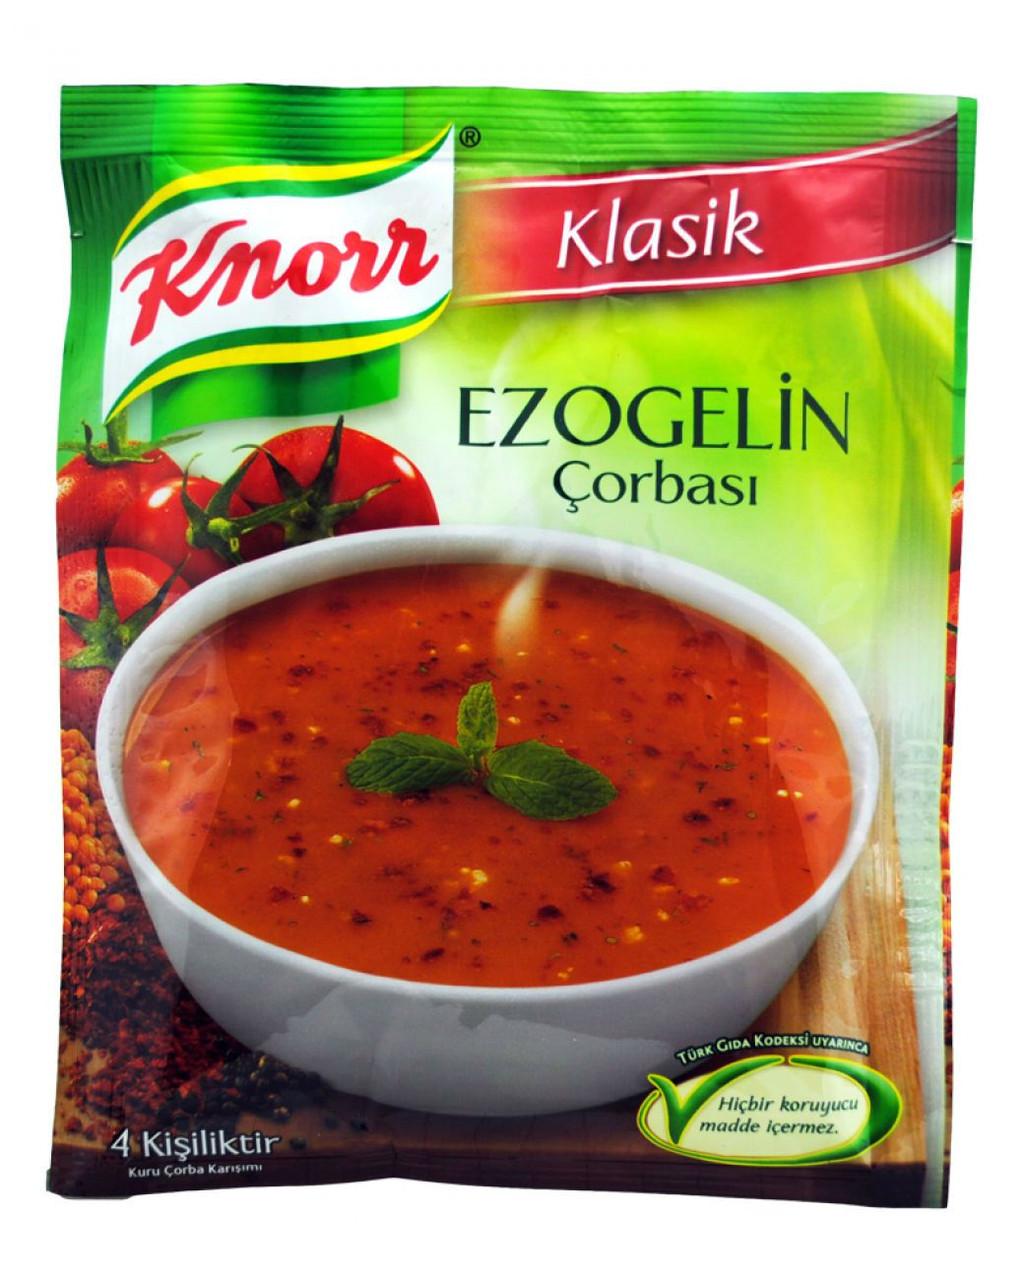 Knorr ®
Klasik
EZOGELİN
Çorbası
TÜRK GIDA KODEKSİ UYARINCA
Hiçbir koruyucu
madde içermez.
4 Kişiliktir
Kuru Çorba Karışımı